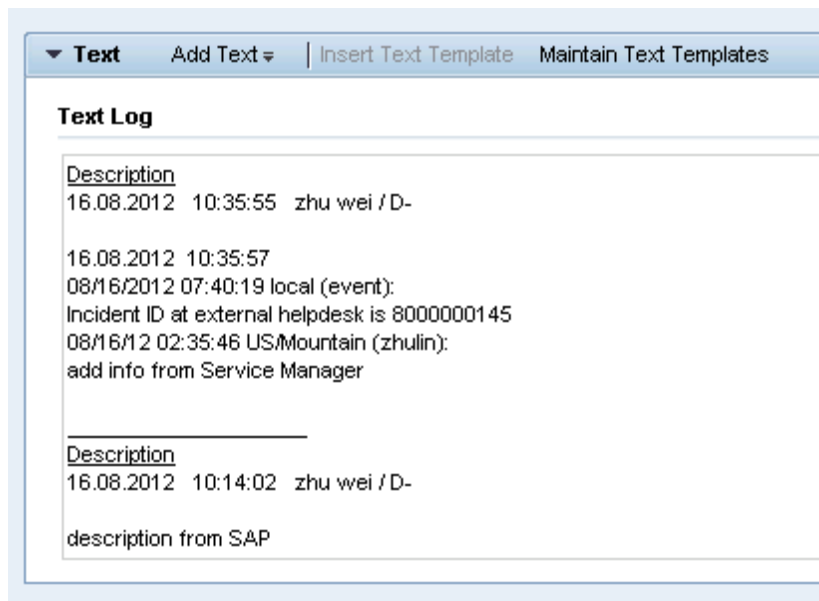 Text Add Text Insert Text Template Maintain Text Templates
Text Log
Description
16.08.2012 10:35:55 zhu wei / D-
16.08.2012 10:35:57
08/16/2012 07:40:19 local (event):
Incident ID at external helpdesk is 8000000145
08/16/12 02:35:46 US/Mountain (zhulin):
add info from Service Manager
Description
16.08.2012 10:14:02 zhu wei / D-
description from SAP